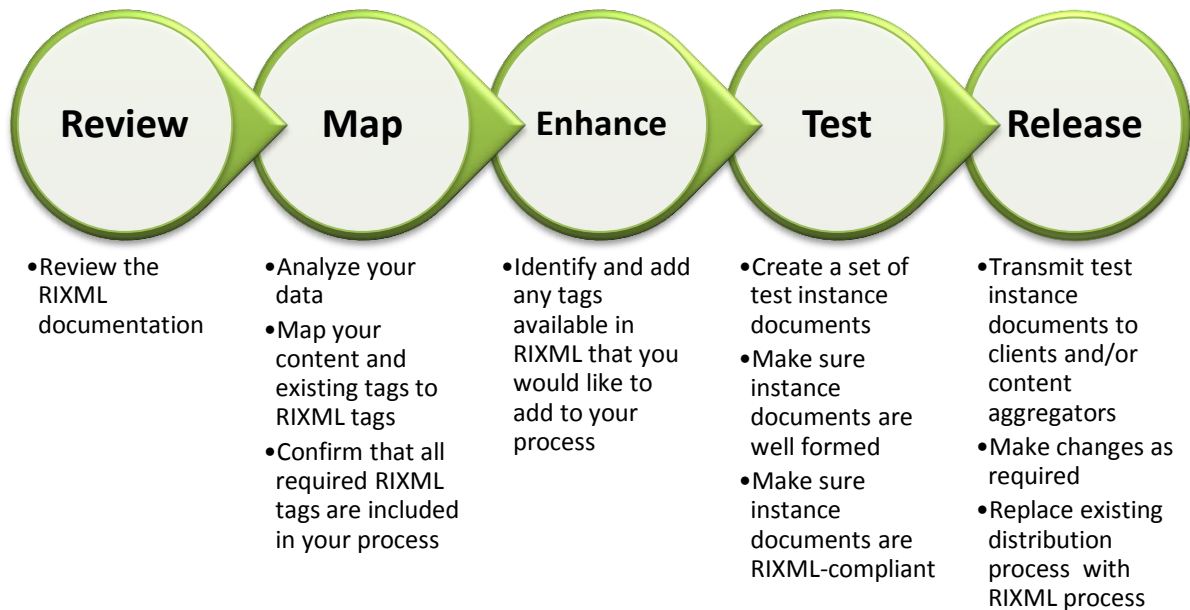 Review
Map
Enhance
Test
Release
•Review the
RIXML
documentation
•Analyze your
data
•Map your
content and
existing tags to
RIXML tags
•Confirm that all
required RIXML
tags are included
in your process
•Identify and add
any tags
available in
RIXML that you
would like to
add to your
process
•Create a set of
test instance
documents
•Make sure
instance
documents are
well formed
•Make sure
instance
documents are
RIXML-compliant
•Transmit test
instance
documents to
clients and/or
content
aggregators
•Make changes as
required
•Replace existing
distribution
process with
RIXML process